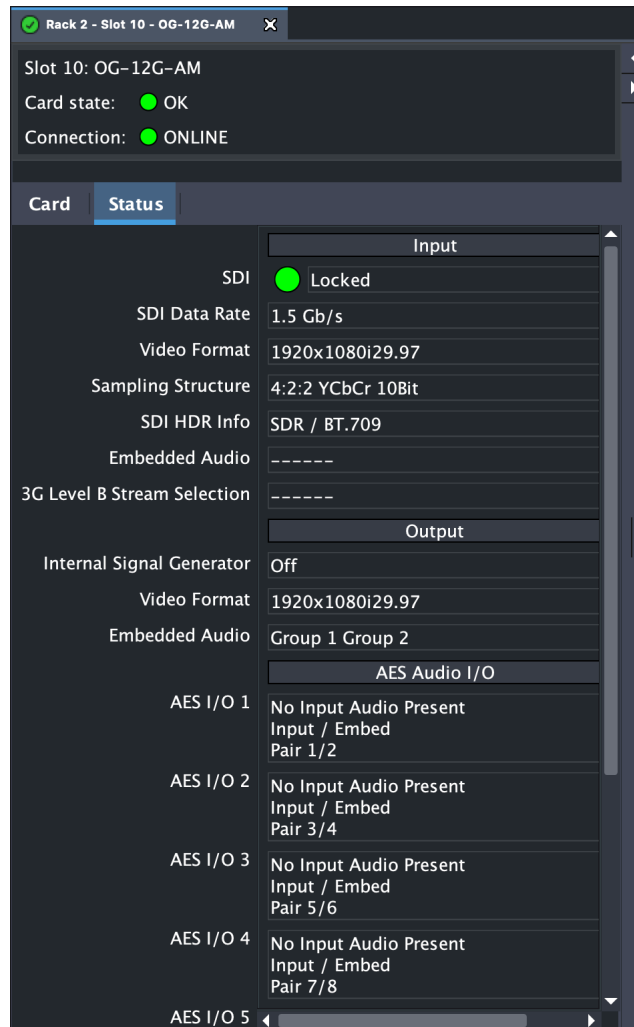 Rack 2 - Slot 10 - OG-12G-AM
Slot 10: OG-12G-AM
Card state: OK
Connection: ONLINE
Card Status
Input
SDI Locked
SDI Data Rate 1.5 Gb/s
Video Format 1920x1080i29.97
Sampling Structure 4:2:2 YCbCr 10Bit
SDI HDR Info SDR / BT.709
Embedded Audio ------
3G Level B Stream Selection ------
Output
Internal Signal Generator Off
Video Format 1920x1080i29.97
Embedded Audio Group 1 Group 2
AES Audio I/O
AES I/O 1 No Input Audio Present
Input / Embed
Pair 1/2
AES I/O 2 No Input Audio Present
Input / Embed
Pair 3/4
AES I/O 3 No Input Audio Present
Input / Embed
Pair 5/6
AES I/O 4 No Input Audio Present
Input / Embed
Pair 7/8
AES I/O 5